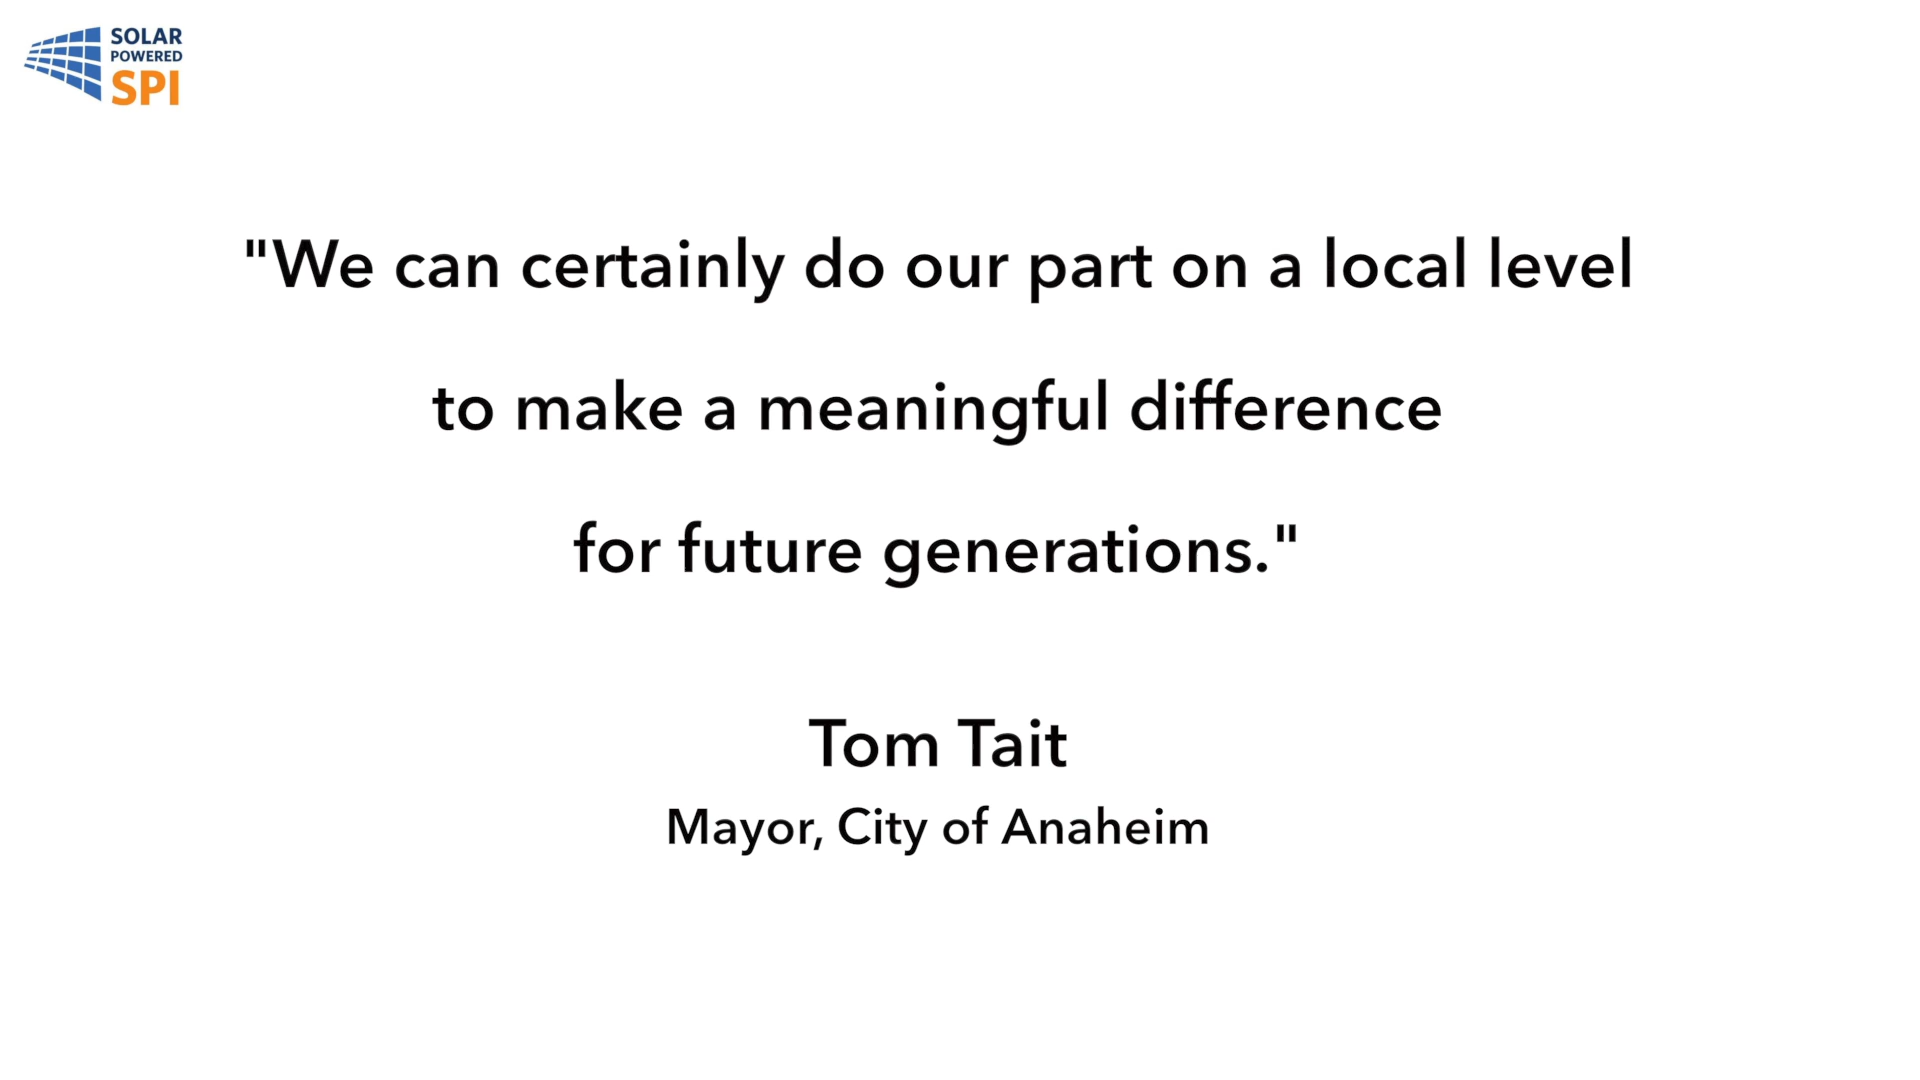 SOLAR
POWERED
SPI
"We can certainly do our part on a local level
to make a meaningful difference
for future generations."
Tom Tait
Mayor, City of Anaheim